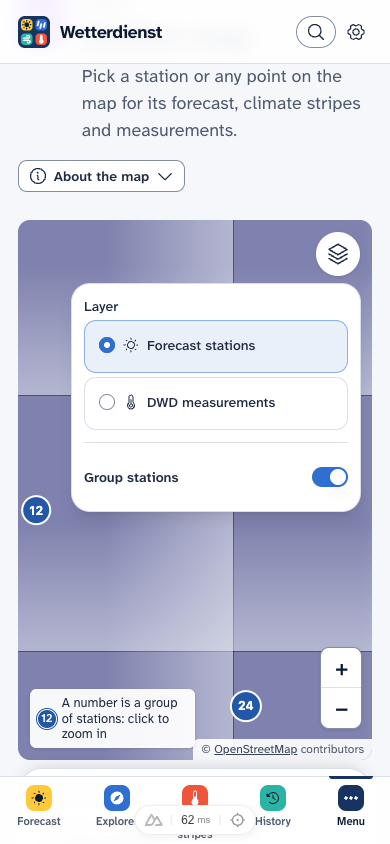 Wetterdienst
Pick a station or any point on the
map for its forecast, climate stripes
and measurements.
About the map
Layer
Forecast stations
DWD measurements
Group stations
12
+
−
24
12
A number is a group
of stations: click to
zoom in
© OpenStreetMap contributors
Forecast
Explore
62 ms
stripes
History
Menu